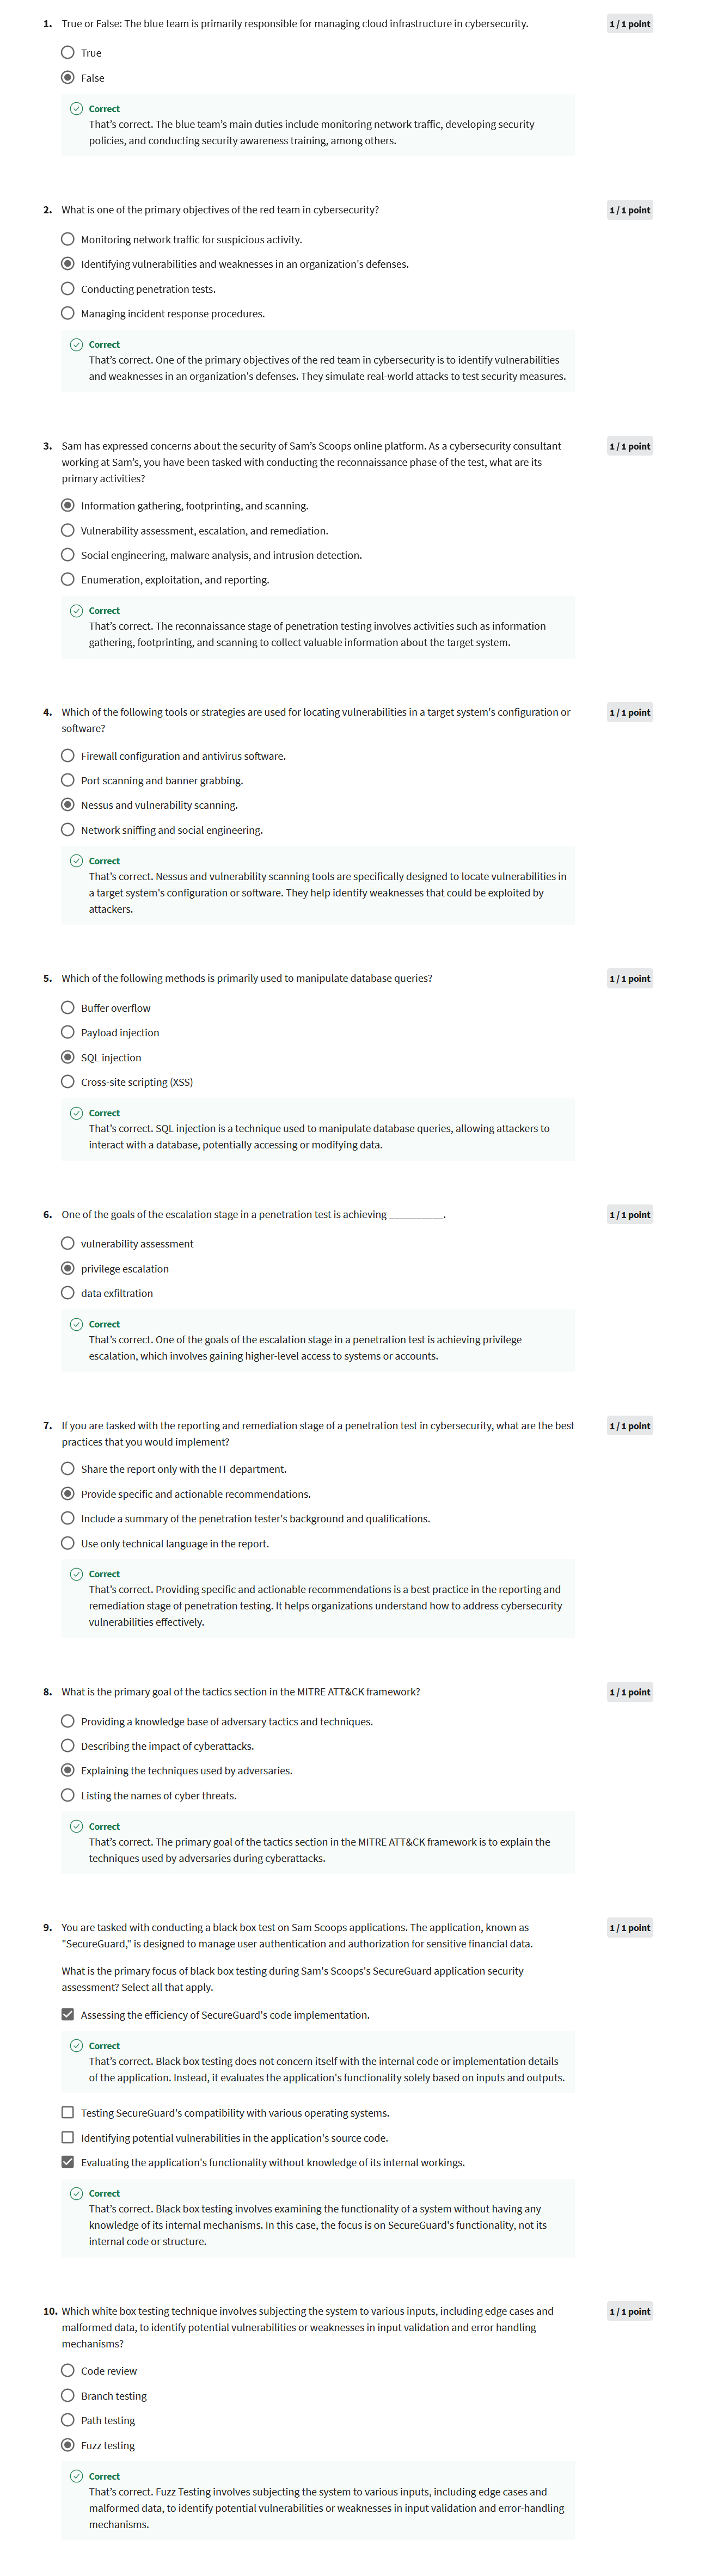 1. True or False: The blue team is primarily responsible for managing cloud infrastructure in cybersecurity.
1 / 1 point
True
False
Correct
That's correct. The blue team's main duties include monitoring network traffic, developing security
policies, and conducting security awareness training, among others.
2. What is one of the primary objectives of the red team in cybersecurity?
1 / 1 point
Monitoring network traffic for suspicious activity.
Identifying vulnerabilities and weaknesses in an organization's defenses.
Conducting penetration tests.
Managing incident response procedures.
Correct
That's correct. One of the primary objectives of the red team in cybersecurity is to identify vulnerabilities
and weaknesses in an organization's defenses. They simulate real-world attacks to test security measures.
3. Sam has expressed concerns about the security of Sam's Scoops online platform. As a cybersecurity consultant
working at Sam's, you have been tasked with conducting the reconnaissance phase of the test, what are its
primary activities?
1 / 1 point
Information gathering, footprinting, and scanning.
Vulnerability assessment, escalation, and remediation.
Social engineering, malware analysis, and intrusion detection.
Enumeration, exploitation, and reporting.
Correct
That's correct. The reconnaissance stage of penetration testing involves activities such as information
gathering, footprinting, and scanning to collect valuable information about the target system.
4. Which of the following tools or strategies are used for locating vulnerabilities in a target system's configuration or
software?
1 / 1 point
Firewall configuration and antivirus software.
Port scanning and banner grabbing.
Nessus and vulnerability scanning.
Network sniffing and social engineering.
Correct
That's correct. Nessus and vulnerability scanning tools are specifically designed to locate vulnerabilities in
a target system's configuration or software. They help identify weaknesses that could be exploited by
attackers.
5. Which of the following methods is primarily used to manipulate database queries?
1 / 1 point
Buffer overflow
Payload injection
SQL injection
Cross-site scripting (XSS)
Correct
That's correct. SQL injection is a technique used to manipulate database queries, allowing attackers to
interact with a database, potentially accessing or modifying data.
6. One of the goals of the escalation stage in a penetration test is achieving __________.
1 / 1 point
vulnerability assessment
privilege escalation
data exfiltration
Correct
That's correct. One of the goals of the escalation stage in a penetration test is achieving privilege
escalation, which involves gaining higher-level access to systems or accounts.
7. If you are tasked with the reporting and remediation stage of a penetration test in cybersecurity, what are the best
practices that you would implement?
1 / 1 point
Share the report only with the IT department.
Provide specific and actionable recommendations.
Include a summary of the penetration tester's background and qualifications.
Use only technical language in the report.
Correct
That's correct. Providing specific and actionable recommendations is a best practice in the reporting and
remediation stage of penetration testing. It helps organizations understand how to address cybersecurity
vulnerabilities effectively.
8. What is the primary goal of the tactics section in the MITRE ATT&CK framework?
1 / 1 point
Providing a knowledge base of adversary tactics and techniques.
Describing the impact of cyberattacks.
Explaining the techniques used by adversaries.
Listing the names of cyber threats.
Correct
That's correct. The primary goal of the tactics section in the MITRE ATT&CK framework is to explain the
techniques used by adversaries during cyberattacks.
9. You are tasked with conducting a black box test on Sam Scoops applications. The application, known as
"SecureGuard," is designed to manage user authentication and authorization for sensitive financial data.
1 / 1 point
What is the primary focus of black box testing during Sam's Scoops's SecureGuard application security
assessment? Select all that apply.
Assessing the efficiency of SecureGuard's code implementation.
Correct
That's correct. Black box testing does not concern itself with the internal code or implementation details
of the application. Instead, it evaluates the application's functionality solely based on inputs and outputs.
Testing SecureGuard's compatibility with various operating systems.
Identifying potential vulnerabilities in the application's source code.
Evaluating the application's functionality without knowledge of its internal workings.
Correct
That's correct. Black box testing involves examining the functionality of a system without having any
knowledge of its internal mechanisms. In this case, the focus is on SecureGuard's functionality, not its
internal code or structure.
10. Which white box testing technique involves subjecting the system to various inputs, including edge cases and
malformed data, to identify potential vulnerabilities or weaknesses in input validation and error handling
mechanisms?
1 / 1 point
Code review
Branch testing
Path testing
Fuzz testing
Correct
That's correct. Fuzz Testing involves subjecting the system to various inputs, including edge cases and
malformed data, to identify potential vulnerabilities or weaknesses in input validation and error-handling
mechanisms.